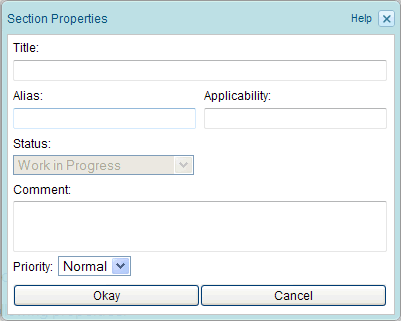 Section Properties Help
Title:
Alias: Applicability:
Status:
Work in Progress
Comment:
Priority: Normal
Okay Cancel